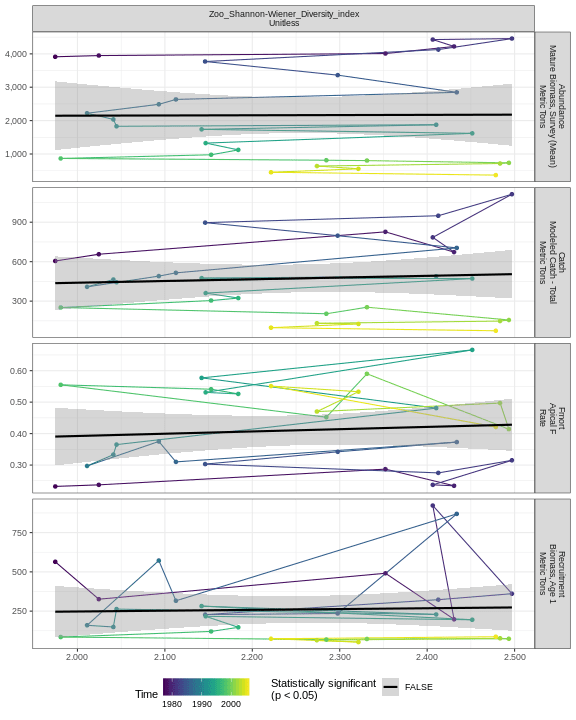 Zoo_Shannon-Wiener_Diversity_index
Unitless
4,000
3,000
2,000
1,000
Abundance
Mature Biomass, Survey (Mean)
Metric Tons
900
600
300
Catch
Modeled Catch - Total
Metric Tons
0.60
0.50
0.40
0.30
Fmort
Apical F
Rate
750
500
250
Recruitment
Biomass, Age 1
Metric Tons
2.000
2.100
2.200
2.300
2.400
2.500
Time
1980
1990
2000
Statistically significant
(p < 0.05)
FALSE